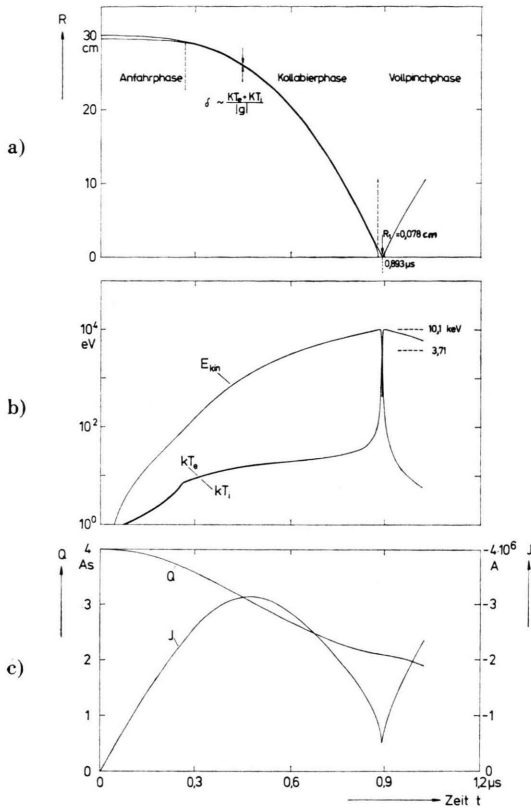 a)
R
30
cm
20
10
0
Anfahrphase
Kollabierphase
Vollpinchphase
δ ~ kTe + kTi / |g|
R₁ = 0,078 cm
0,893 µs
b)
10⁴
eV
10²
10⁰
Ekin
kTe
kTi
10,1 keV
3,71
c)
Q
4
As
3
2
1
0
Q
J
J
-4·10⁶
A
-3
-2
-1
0
0 0,3 0,6 0,9 1,2 µs
Zeit t